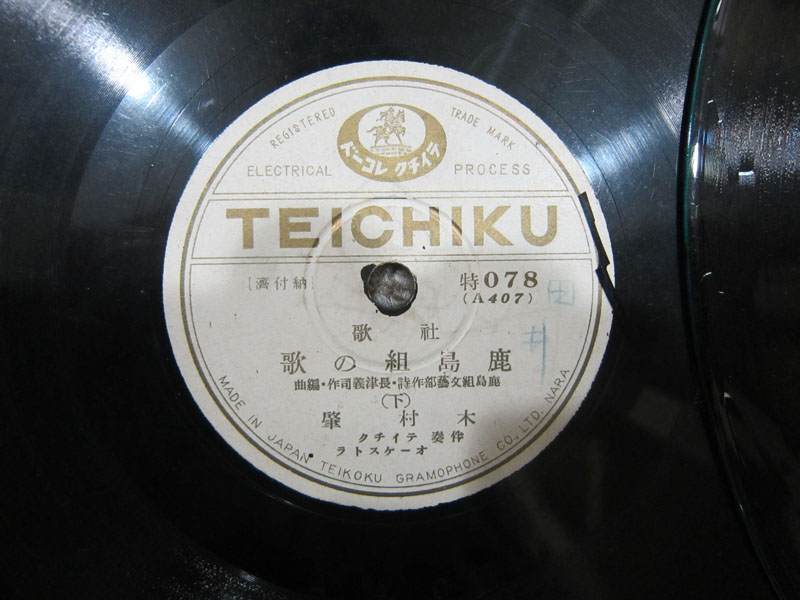 REGISTERED TRADE MARK
テイチク レコード
ELECTRICAL PROCESS
TEICHIKU
[納付濟]
特078
(A407)
社歌
鹿島組の歌
鹿島組文藝部作詩・長津義司作・編曲
(下)
木村肇
伴奏 テイチク
オーケストラ
MADE IN JAPAN TEIKOKU GRAMOPHONE CO., LTD. NARA